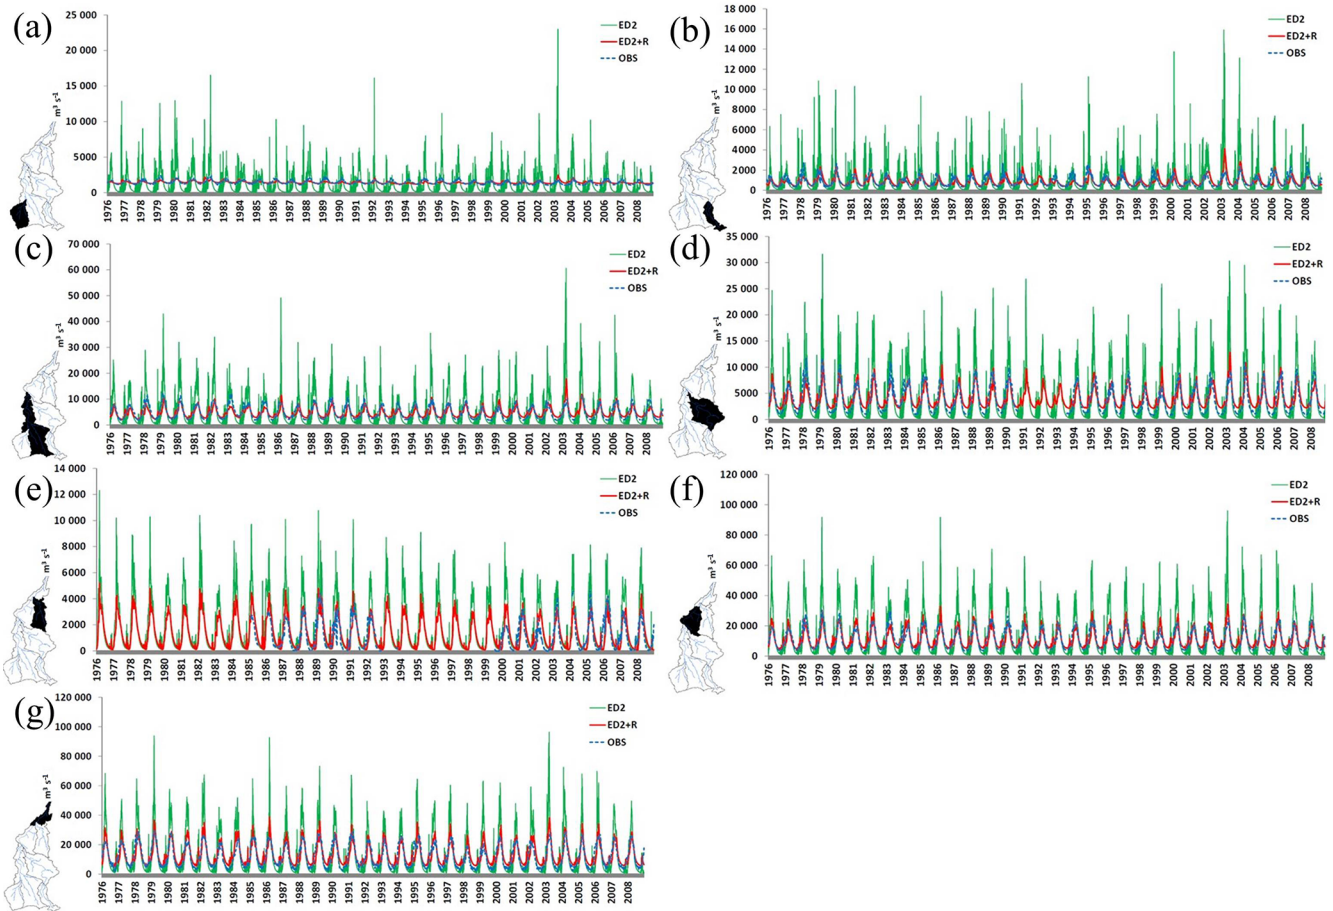 (a)
25 000
20 000
15 000
10 000
5000
0
m³ s⁻¹
ED2
ED2+R
OBS
1976 1977 1978 1979 1980 1981 1982 1983 1984 1985 1986 1987 1988 1989 1990 1991 1992 1993 1994 1995 1996 1997 1998 1999 2000 2001 2002 2003 2004 2005 2006 2007 2008
(b)
18 000
16 000
14 000
12 000
10 000
8000
6000
4000
2000
0
m³ s⁻¹
ED2
ED2+R
OBS
1976 1977 1978 1979 1980 1981 1982 1983 1984 1985 1986 1987 1988 1989 1990 1991 1992 1993 1994 1995 1996 1997 1998 1999 2000 2001 2002 2003 2004 2005 2006 2007 2008
(c)
70 000
60 000
50 000
40 000
30 000
20 000
10 000
0
m³ s⁻¹
ED2
ED2+R
OBS
1976 1977 1978 1979 1980 1981 1982 1983 1984 1985 1986 1987 1988 1989 1990 1991 1992 1993 1994 1995 1996 1997 1998 1999 2000 2001 2002 2003 2004 2005 2006 2007 2008
(d)
35 000
30 000
25 000
20 000
15 000
10 000
5000
0
m³ s⁻¹
ED2
ED2+R
OBS
1976 1977 1978 1979 1980 1981 1982 1983 1984 1985 1986 1987 1988 1989 1990 1991 1992 1993 1994 1995 1996 1997 1998 1999 2000 2001 2002 2003 2004 2005 2006 2007 2008
(e)
14 000
12 000
10 000
8000
6000
4000
2000
0
m³ s⁻¹
ED2
ED2+R
OBS
1976 1977 1978 1979 1980 1981 1982 1983 1984 1985 1986 1987 1988 1989 1990 1991 1992 1993 1994 1995 1996 1997 1998 1999 2000 2001 2002 2003 2004 2005 2006 2007 2008
(f)
120 000
100 000
80 000
60 000
40 000
20 000
0
m³ s⁻¹
ED2
ED2+R
OBS
1976 1977 1978 1979 1980 1981 1982 1983 1984 1985 1986 1987 1988 1989 1990 1991 1992 1993 1994 1995 1996 1997 1998 1999 2000 2001 2002 2003 2004 2005 2006 2007 2008
(g)
120 000
100 000
80 000
60 000
40 000
20 000
0
m³ s⁻¹
ED2
ED2+R
OBS
1976 1977 1978 1979 1980 1981 1982 1983 1984 1985 1986 1987 1988 1989 1990 1991 1992 1993 1994 1995 1996 1997 1998 1999 2000 2001 2002 2003 2004 2005 2006 2007 2008